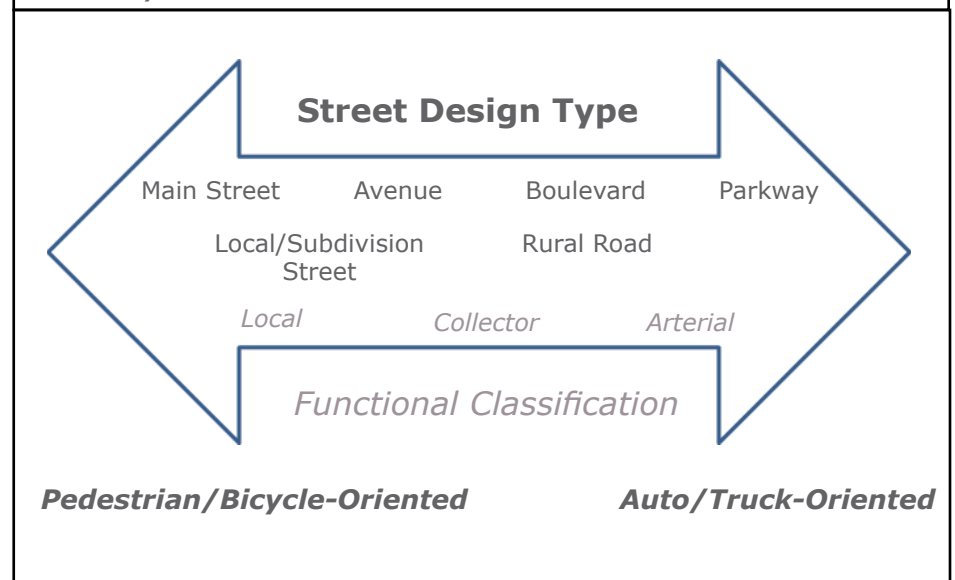 Street Design Type
Main Street Avenue Boulevard Parkway
Local/Subdivision Rural Road
Street
Local Collector Arterial
Functional Classification
Pedestrian/Bicycle-Oriented Auto/Truck-Oriented